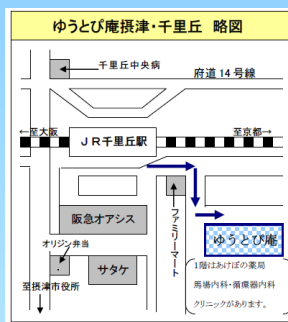 ゆうとぴ庵摂津・千里丘 略図
千里丘中央病
府道14号線
←至大阪
JR千里丘駅
至京都→
阪急オアシス
ファミリーマート
ゆうとぴ庵
オリジン弁当
サタケ
至摂津市役所
1階はあけぼの薬局
馬場内科・循環器内科
クリニックがあります。